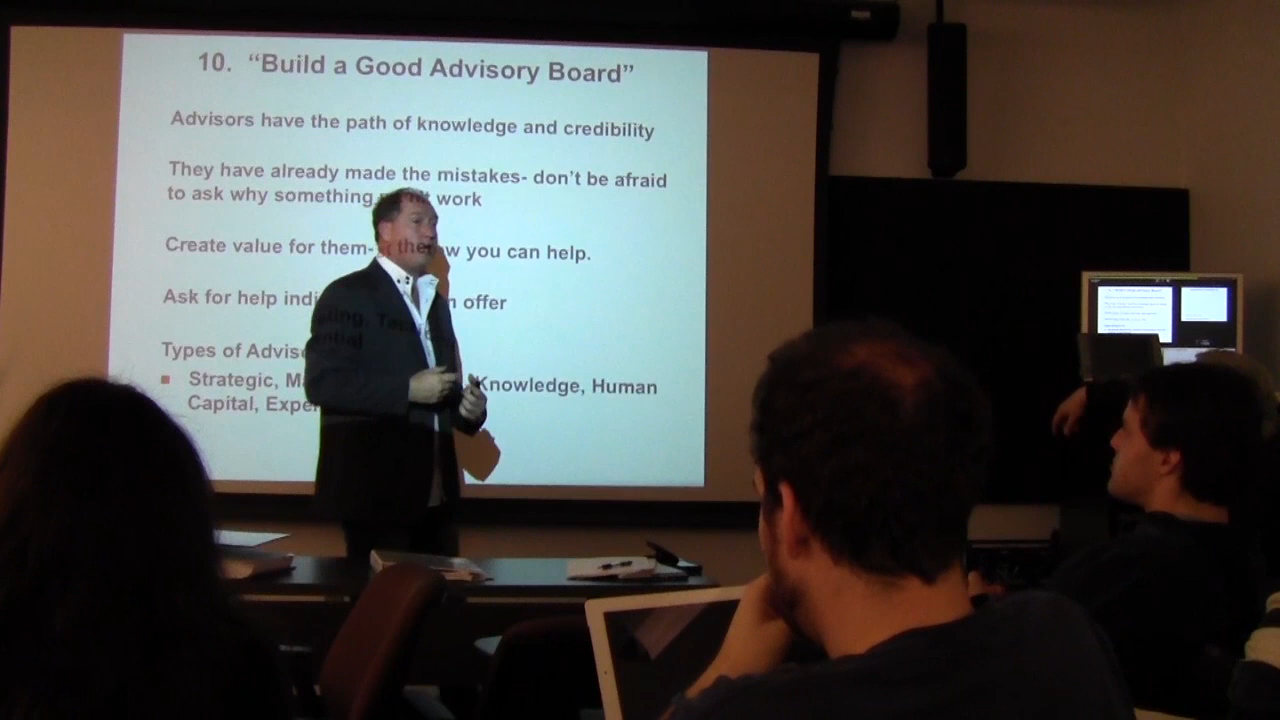 10. “Build a Good Advisory Board”
Advisors have the path of knowledge and credibility
They have already made the mistakes- don’t be afraid
to ask why something work
Create value for them- the you can help.
Ask for help offer
Types of
Strategic, Knowledge, Human
Capital,